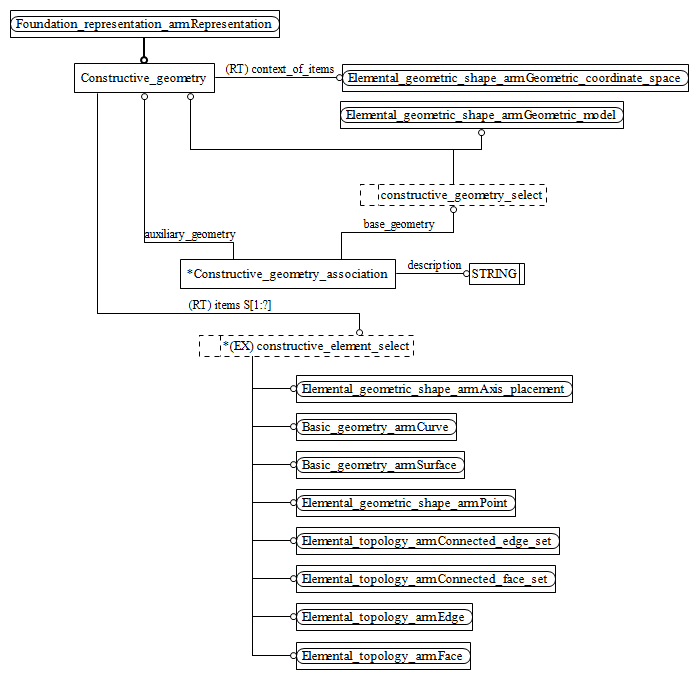 Foundation_representation_arm.Representation
Constructive_geometry
(RT) context_of_items
Elemental_geometric_shape_arm.Geometric_coordinate_space
Elemental_geometric_shape_arm.Geometric_model
constructive_geometry_select
auxiliary_geometry
base_geometry
*Constructive_geometry_association
description
STRING
(RT) items S[1:?]
*(EX) constructive_element_select
Elemental_geometric_shape_arm.Axis_placement
Basic_geometry_arm.Curve
Basic_geometry_arm.Surface
Elemental_geometric_shape_arm.Point
Elemental_topology_arm.Connected_edge_set
Elemental_topology_arm.Connected_face_set
Elemental_topology_arm.Edge
Elemental_topology_arm.Face